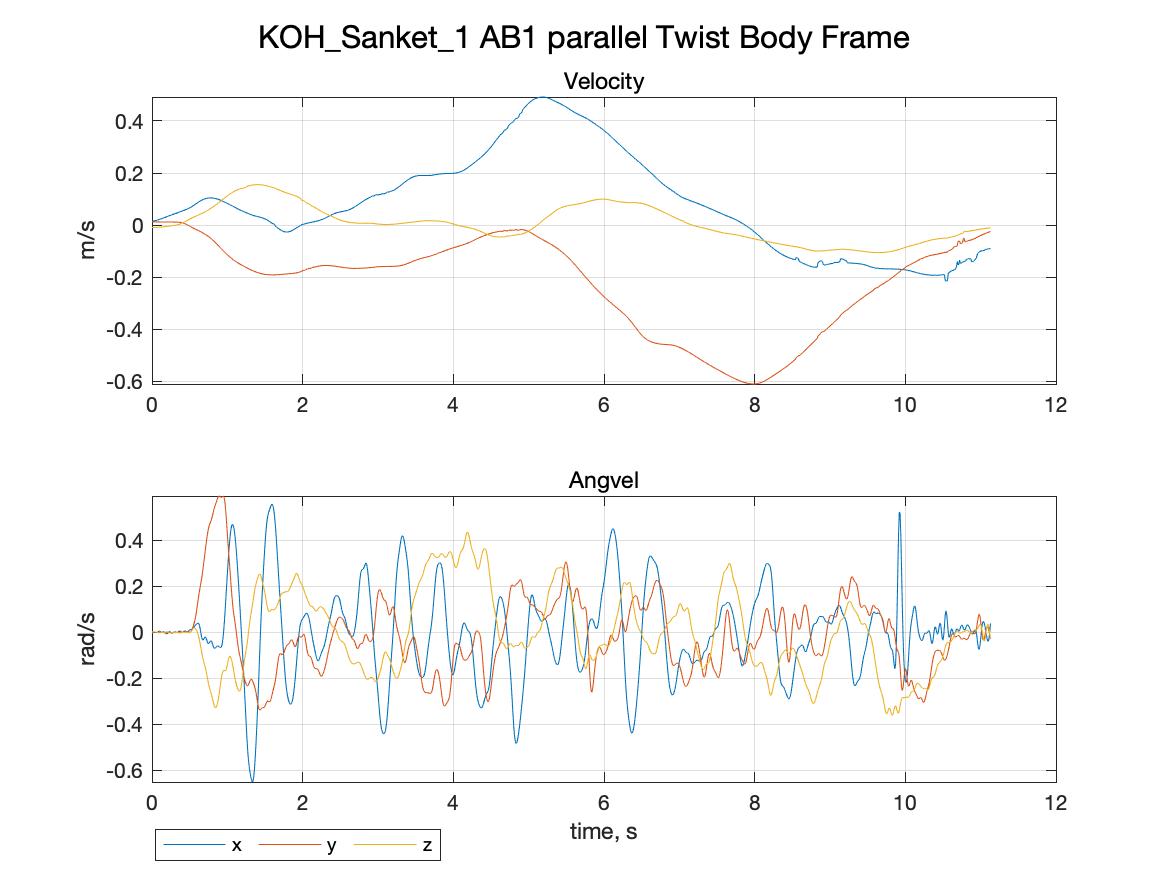 KOH_Sanket_1 AB1 parallel Twist Body Frame
Velocity
0.4
0.2
0
-0.2
-0.4
-0.6
m/s
0 2 4 6 8 10 12
Angvel
0.4
0.2
0
-0.2
-0.4
-0.6
rad/s
0 2 4 6 8 10 12
time, s
x y z